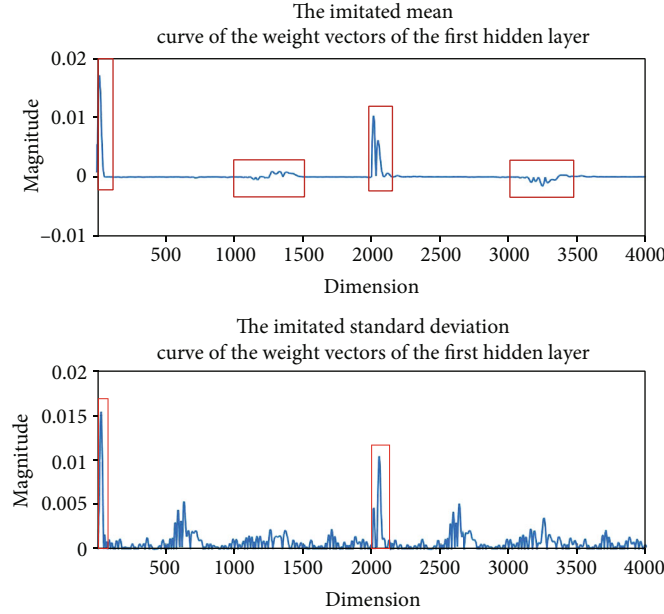 The imitated mean
curve of the weight vectors of the first hidden layer
0.02
0.01
0
−0.01
Magnitude
500 1000 1500 2000 2500 3000 3500 4000
Dimension
The imitated standard deviation
curve of the weight vectors of the first hidden layer
0.02
0.015
0.01
0.005
0
Magnitude
500 1000 1500 2000 2500 3000 3500 4000
Dimension